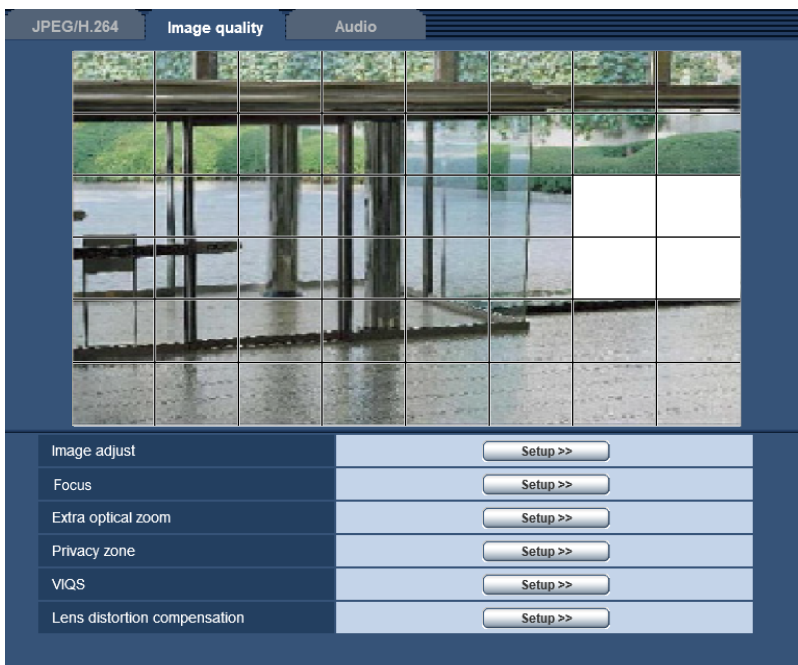 JPEG/H.264 Image quality Audio
Image adjust Setup >>
Focus Setup >>
Extra optical zoom Setup >>
Privacy zone Setup >>
VIQS Setup >>
Lens distortion compensation Setup >>